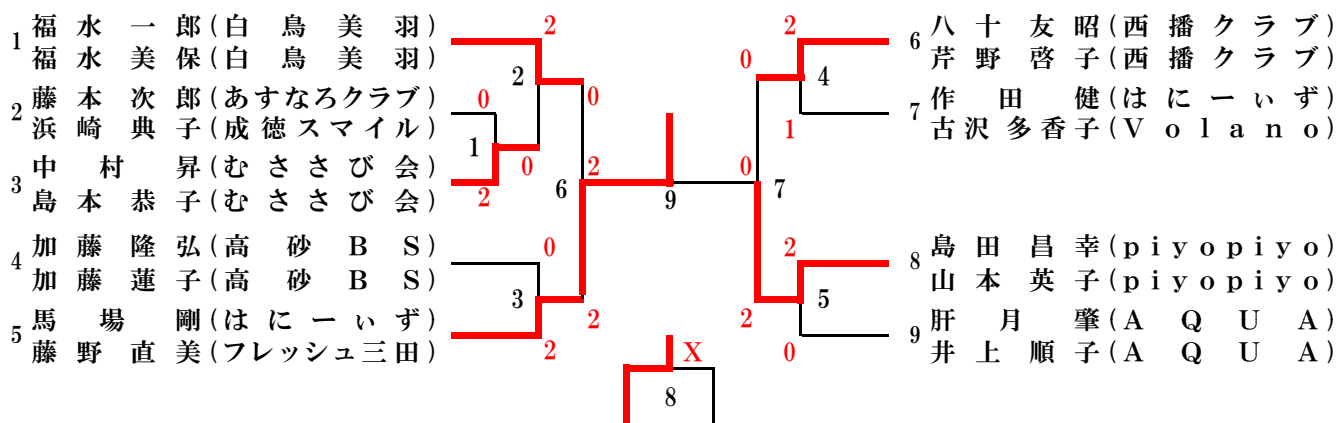 1 福水一郎(白鳥美羽)
福水美保(白鳥美羽)
2 藤本次郎(あすなろクラブ)
浜崎典子(成徳スマイル)
3 中村昇(むささび会)
島本恭子(むささび会)
4 加藤隆弘(高砂BS)
加藤蓮子(高砂BS)
5 馬場剛(はにーぃず)
藤野直美(フレッシュ三田)
2
2
0
0
1
0
2
6
2
0
3
2
2
9
X
8
2
0
4
1
0
7
2
5
2
0
6 八十友昭(西播クラブ)
芹野啓子(西播クラブ)
7 作田健(はにーぃず)
古沢多香子(Volano)
8 島田昌幸(piyopiyo)
山本英子(piyopiyo)
9 肝月肇(AQUA)
井上順子(AQUA)